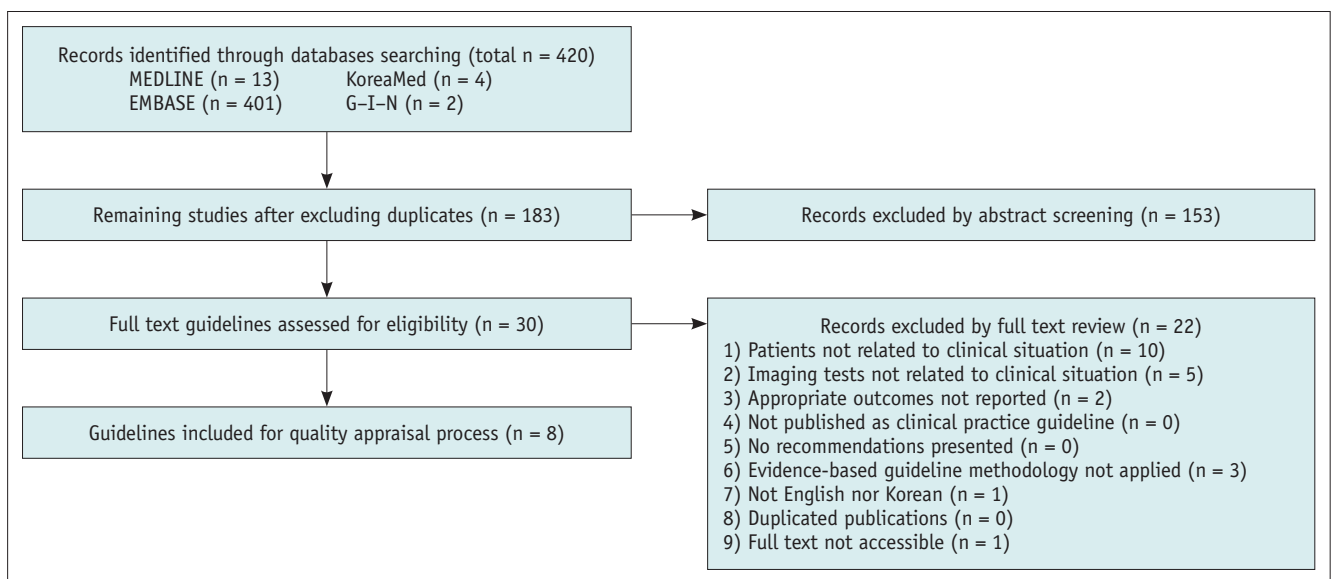 Records identified through databases searching (total n = 420)
MEDLINE (n = 13) KoreaMed (n = 4)
EMBASE (n = 401) G–I–N (n = 2)
Remaining studies after excluding duplicates (n = 183)
Records excluded by abstract screening (n = 153)
Full text guidelines assessed for eligibility (n = 30)
Records excluded by full text review (n = 22)
1) Patients not related to clinical situation (n = 10)
2) Imaging tests not related to clinical situation (n = 5)
3) Appropriate outcomes not reported (n = 2)
4) Not published as clinical practice guideline (n = 0)
5) No recommendations presented (n = 0)
6) Evidence-based guideline methodology not applied (n = 3)
7) Not English nor Korean (n = 1)
8) Duplicated publications (n = 0)
9) Full text not accessible (n = 1)
Guidelines included for quality appraisal process (n = 8)